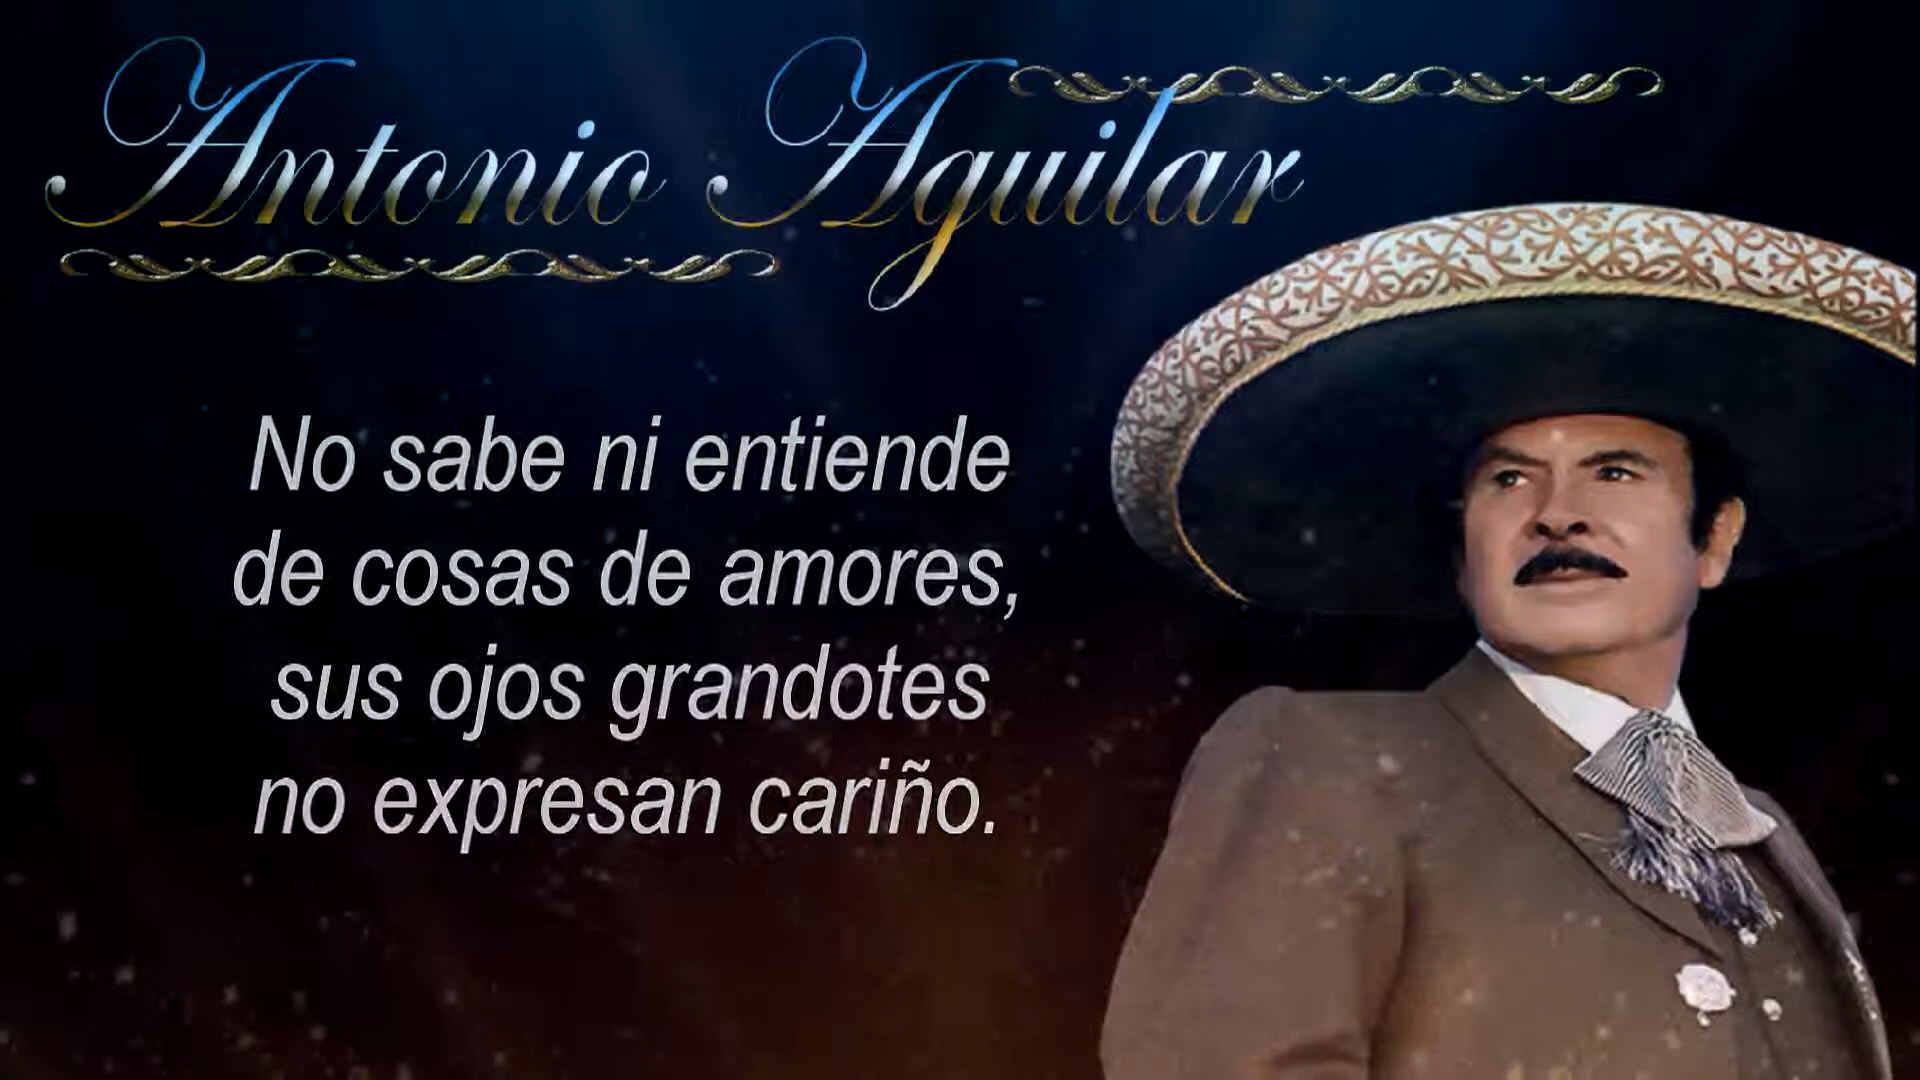 Antonio Aguilar
No sabe ni entiende
de cosas de amores,
sus ojos grandotes
no expresan cariño.